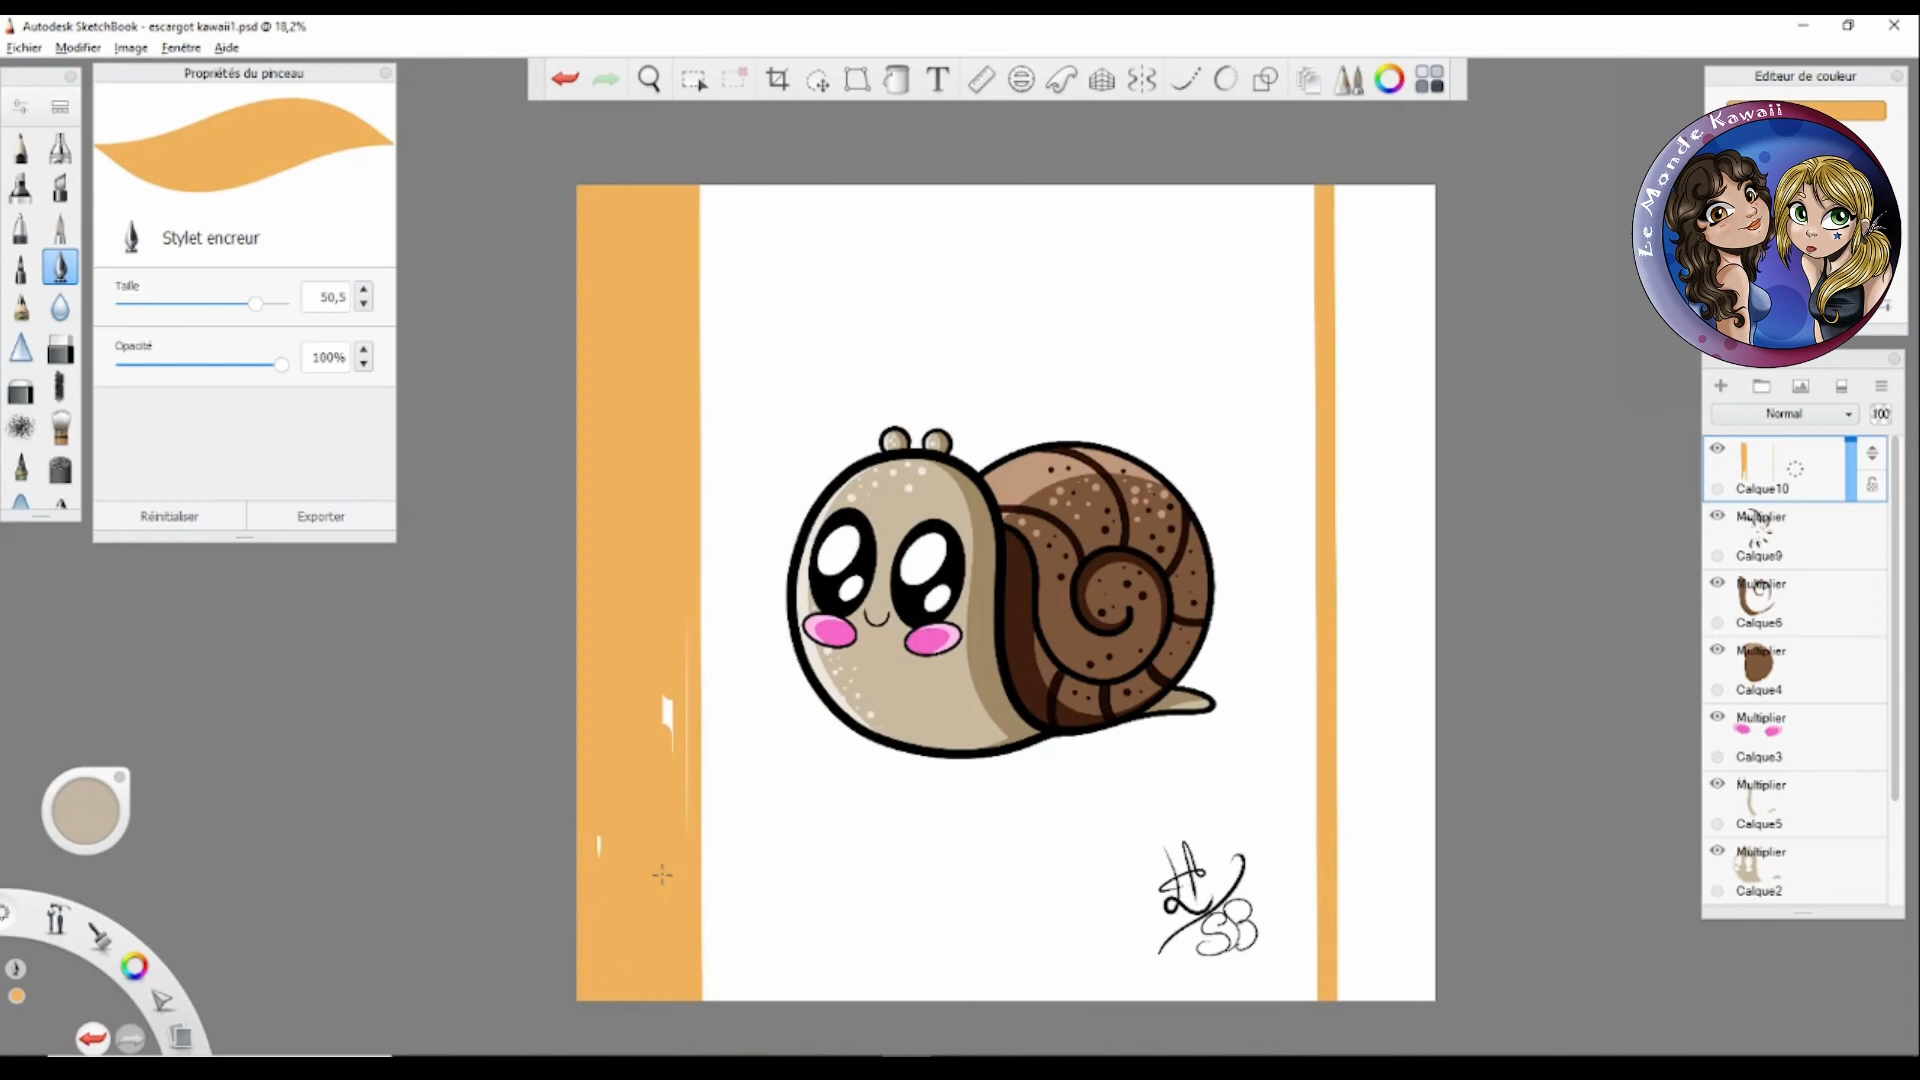 Autodesk SketchBook - escargot kawaii1.psd @ 18,2%
Fichier Modifier Image Fenêtre Aide
Propriétés du pinceau
Stylet encreur
Taille
50,5
Opacité
100%
Réinitialiser
Exporter
T
Editeur de couleur
Le Monde Kawaii
Normal
100
Calque10
Multiplier
Calque9
Multiplier
Calque6
Multiplier
Calque4
Multiplier
Calque3
Multiplier
Calque5
Multiplier
Calque2
SB